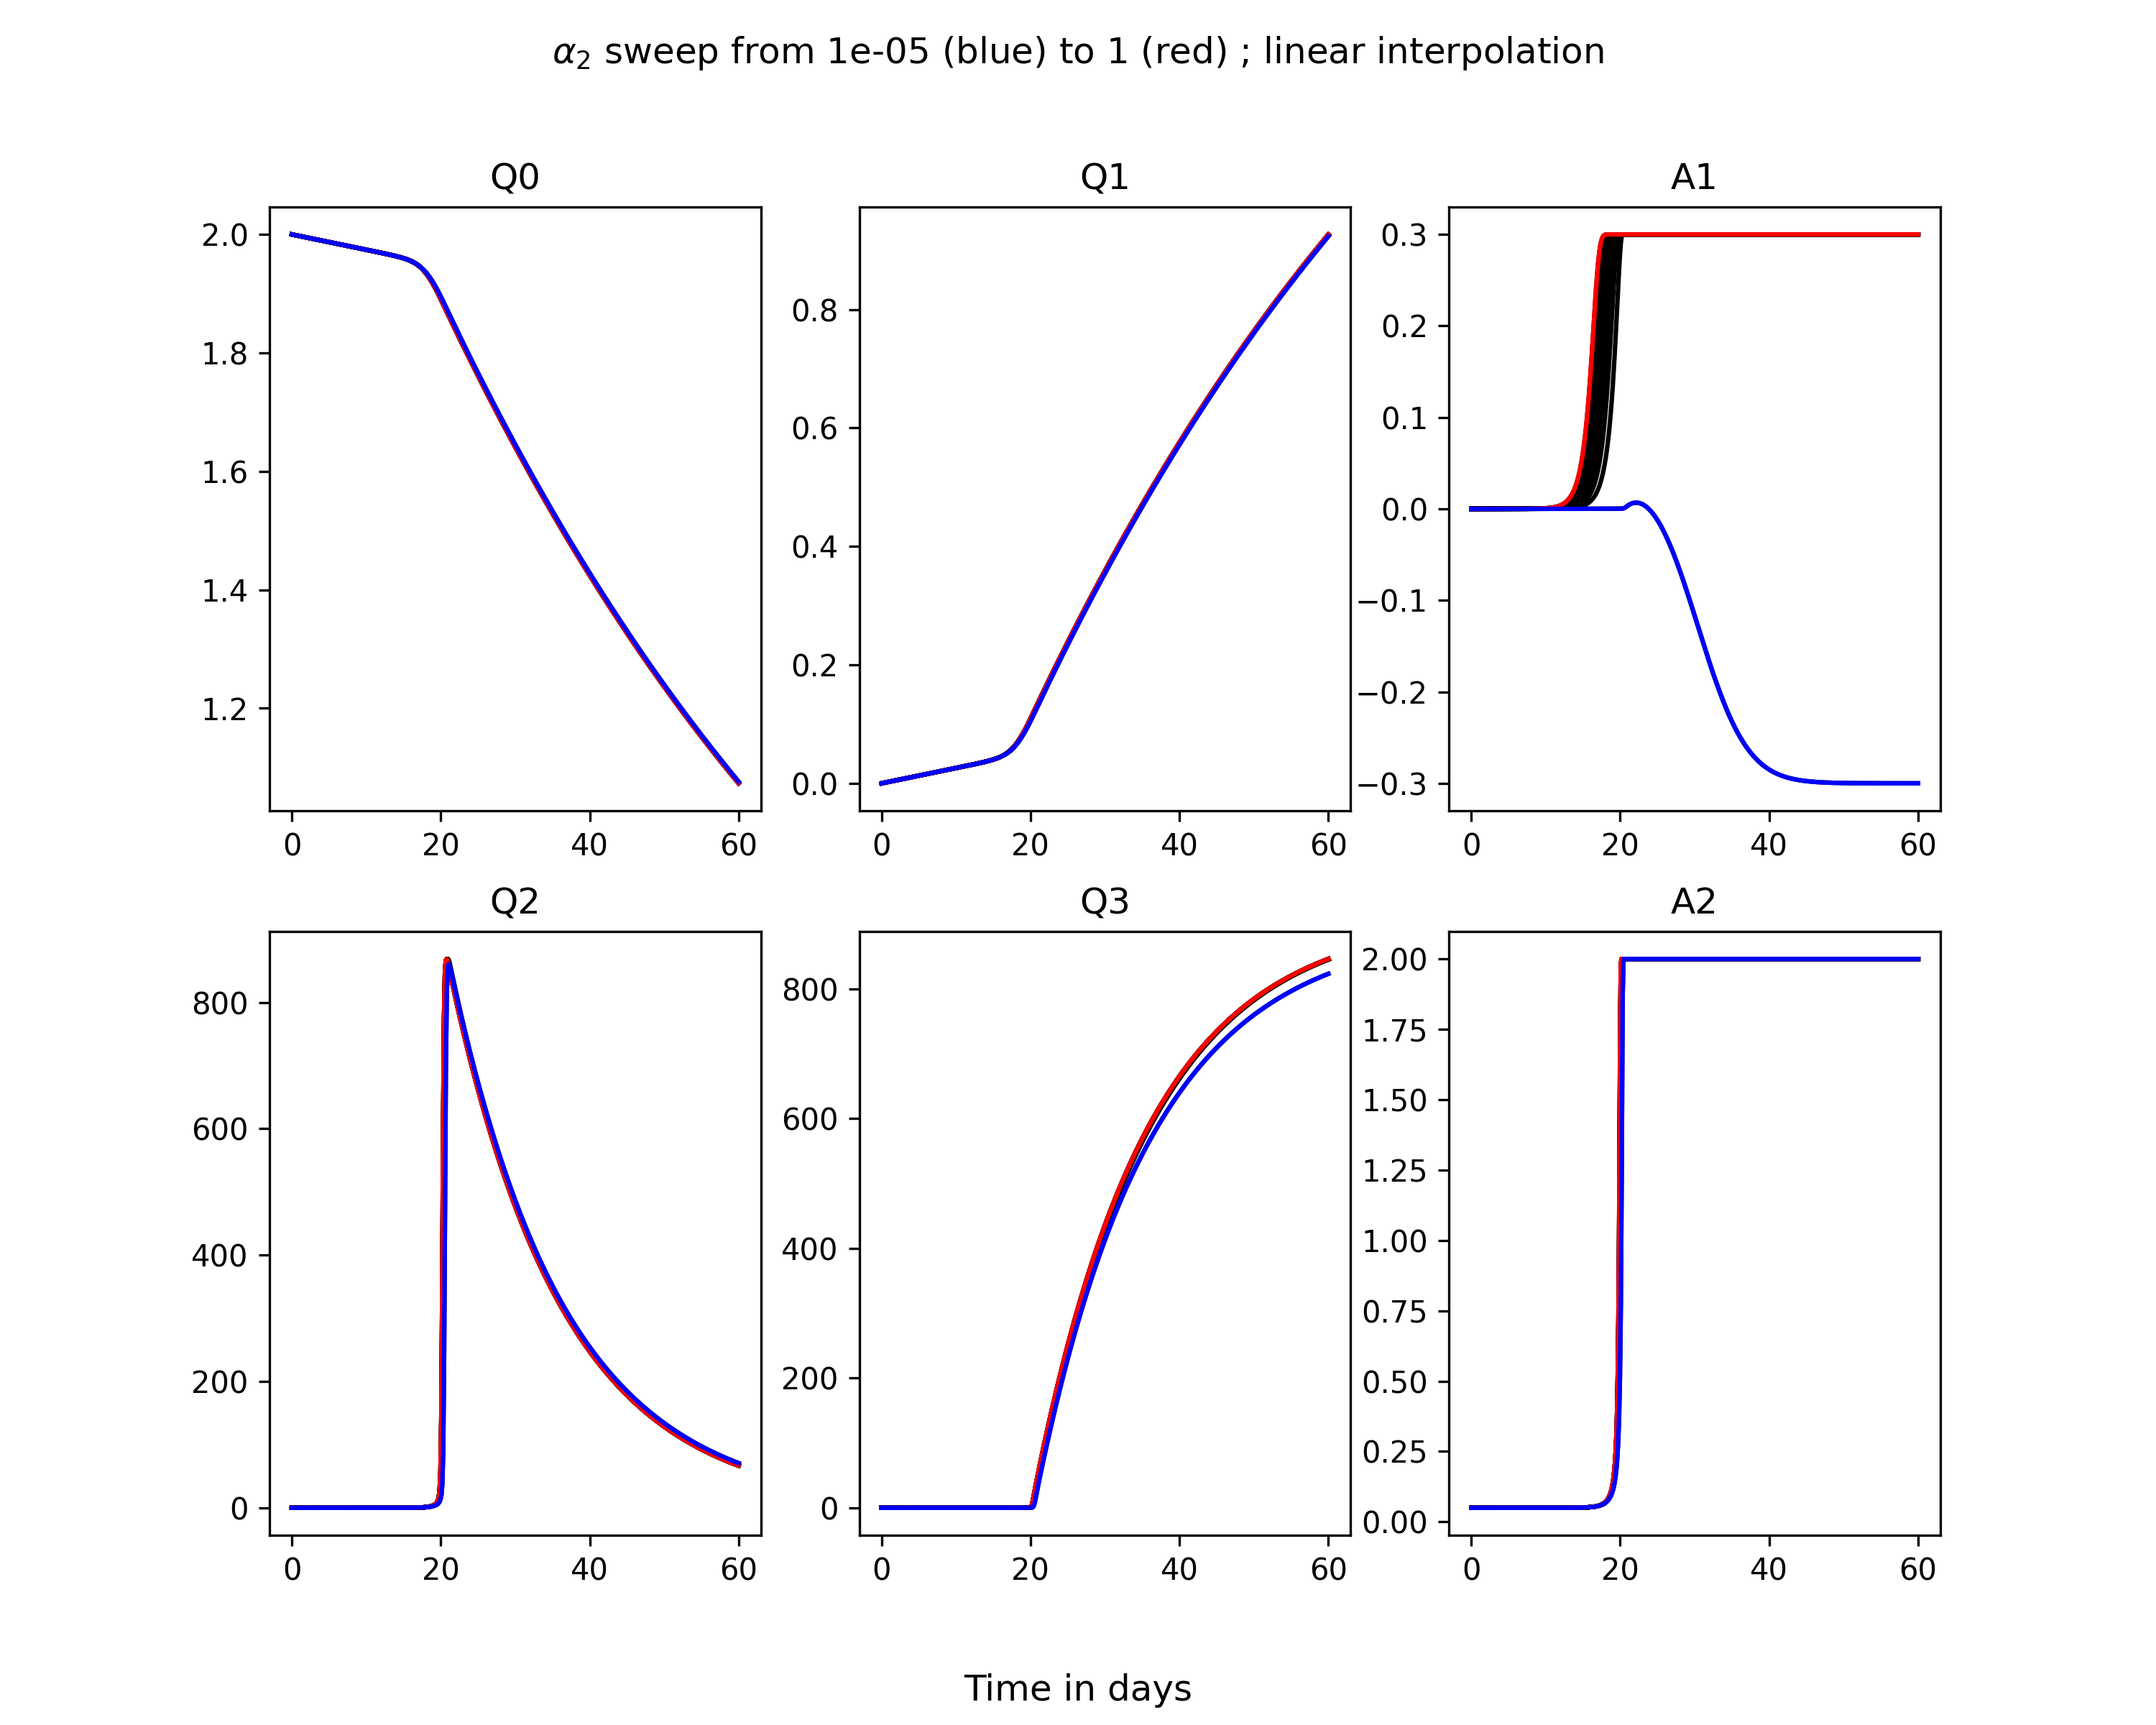 α₂ sweep from 1e-05 (blue) to 1 (red) ; linear interpolation
Q0
2.0
1.8
1.6
1.4
1.2
0 20 40 60
Q1
0.8
0.6
0.4
0.2
0.0
0 20 40 60
A1
0.3
0.2
0.1
0.0
−0.1
−0.2
−0.3
0 20 40 60
Q2
800
600
400
200
0
0 20 40 60
Q3
800
600
400
200
0
0 20 40 60
A2
2.00
1.75
1.50
1.25
1.00
0.75
0.50
0.25
0.00
0 20 40 60
Time in days